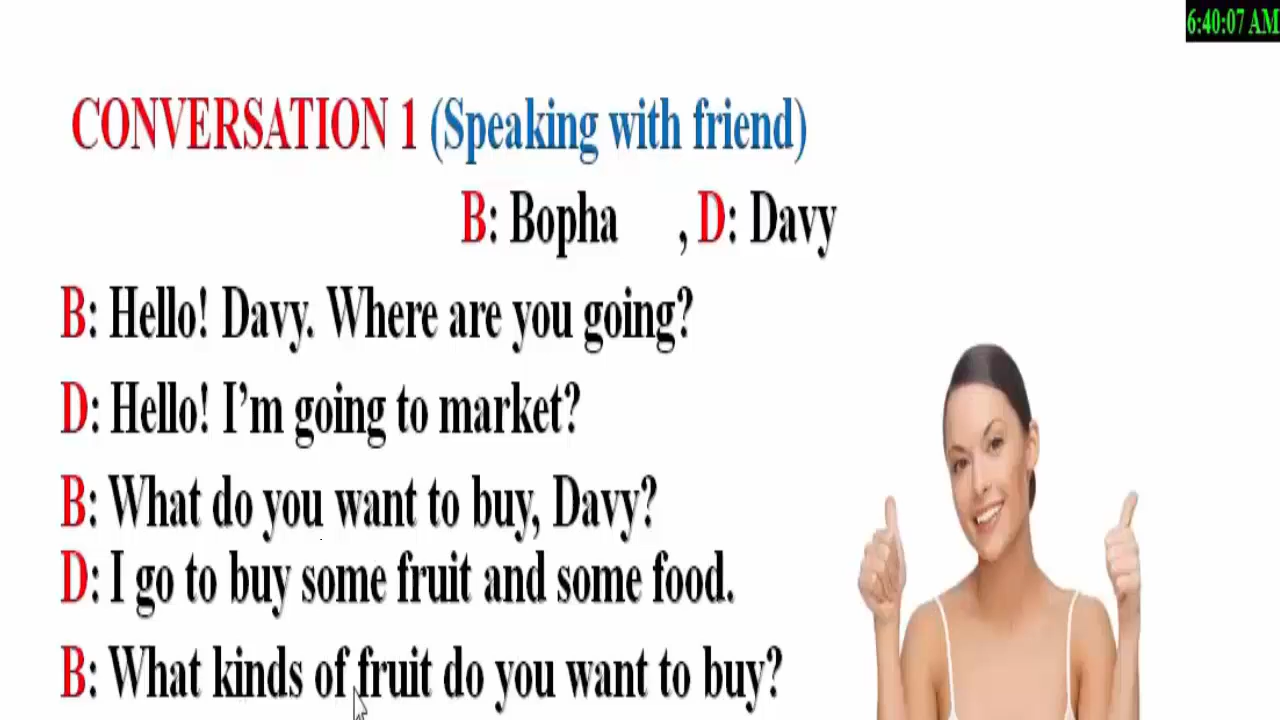 6:40:07 AM
CONVERSATION 1 (Speaking with friend)
B: Bopha , D: Davy
B: Hello! Davy. Where are you going?
D: Hello! I’m going to market?
B: What do you want to buy, Davy?
D: I go to buy some fruit and some food.
B: What kinds of fruit do you want to buy?